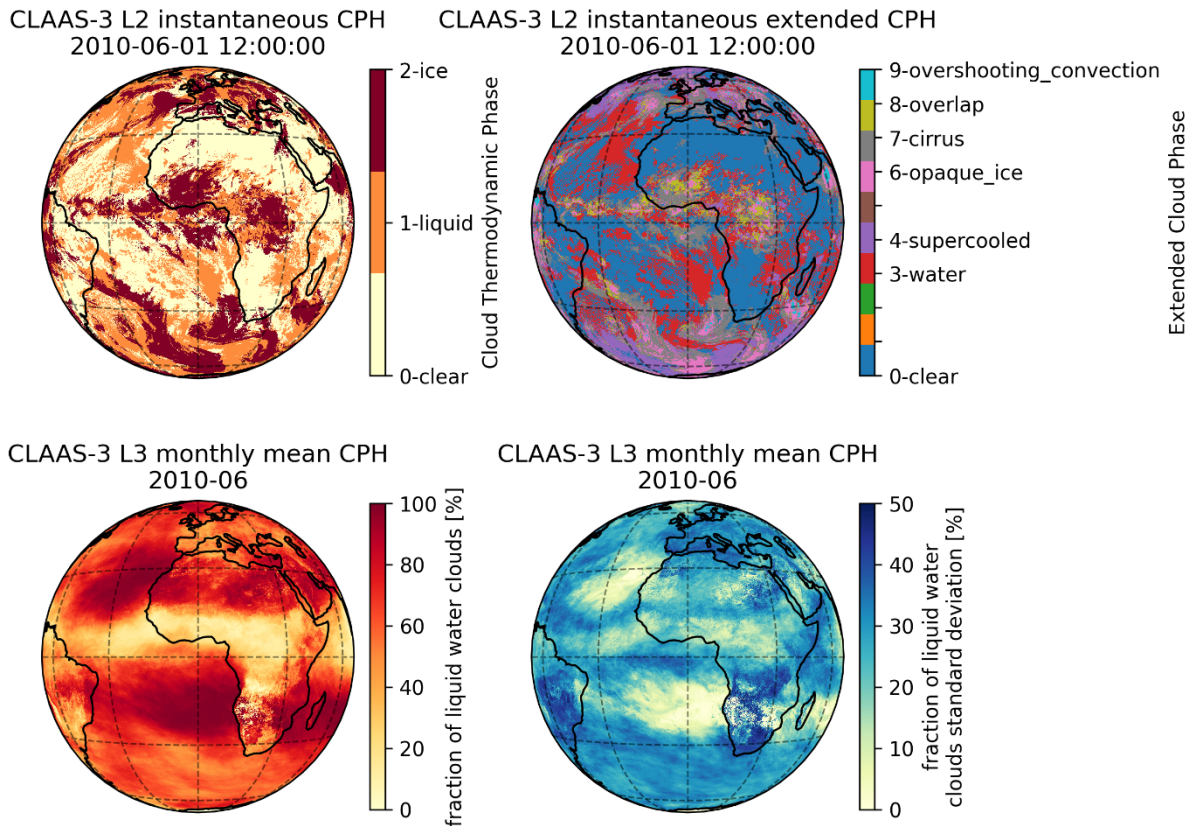 CLAAS-3 L2 instantaneous CPH
2010-06-01 12:00:00
2-ice
1-liquid
0-clear
Cloud Thermodynamic Phase
CLAAS-3 L2 instantaneous extended CPH
2010-06-01 12:00:00
9-overshooting_convection
8-overlap
7-cirrus
6-opaque_ice
4-supercooled
3-water
0-clear
Extended Cloud Phase
CLAAS-3 L3 monthly mean CPH
2010-06
100
80
60
40
20
0
fraction of liquid water clouds [%]
CLAAS-3 L3 monthly mean CPH
2010-06
50
40
30
20
10
0
fraction of liquid water
clouds standard deviation [%]